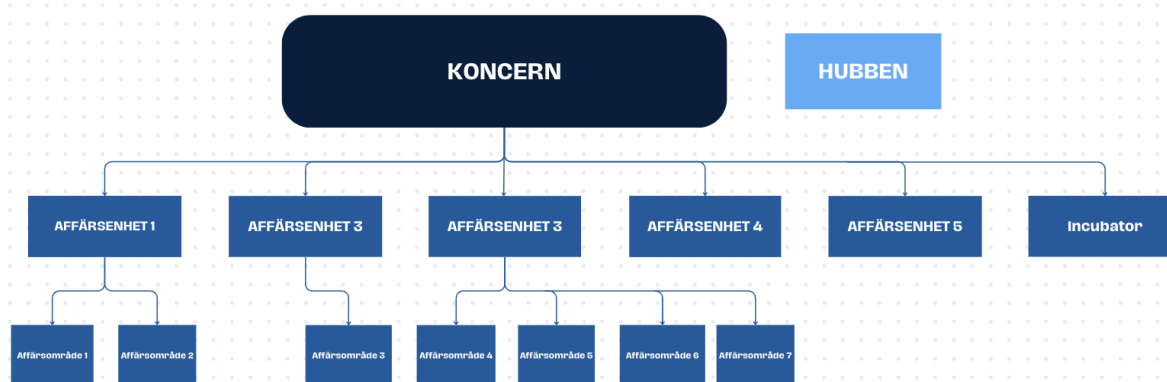 KONCERN
HUBBEN
AFFÄRSENHET 1
AFFÄRSENHET 3
AFFÄRSENHET 3
AFFÄRSENHET 4
AFFÄRSENHET 5
Incubator
Affärsområde 1
Affärsområde 2
Affärsområde 3
Affärsområde 4
Affärsområde 5
Affärsområde 6
Affärsområde 7